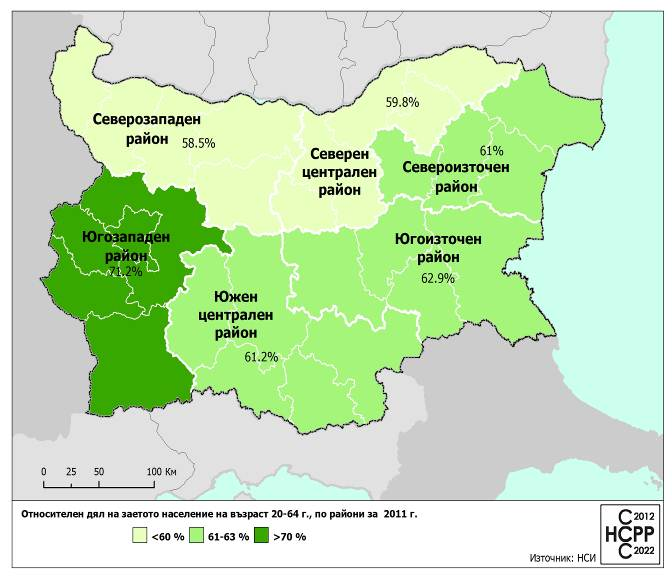 59.8%
Северозападен
район
58.5%
Северен
централен
район
61%
Североизточен
район
Югозападен
район
71.2%
Югоизточен
район
62.9%
Южен
централен
район
61.2%
0 25 50 100 Км
Относителен дял на заетото население на възраст 20-64 г., по райони за 2011 г.
<60 % 61-63 % >70 %
Източник: НСИ
C 2012
НСРР
C 2022